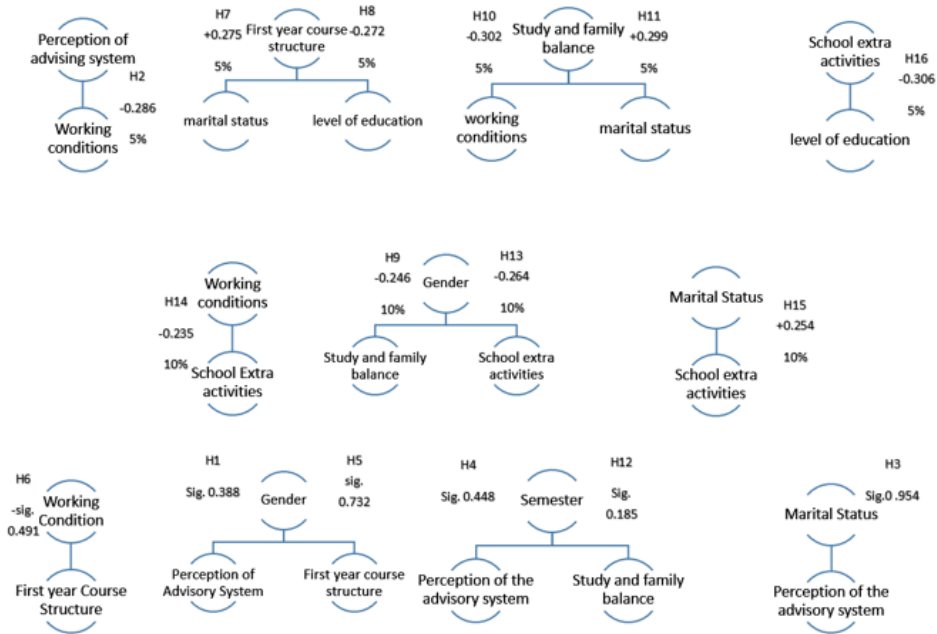 Perception of
advising system
H2
-0.286
Working
conditions
5%
H7
+0.275
First year course
structure
H8
-0.272
5%
5%
marital status
level of education
H10
-0.302
Study and family
balance
H11
+0.299
5%
5%
working
conditions
marital status
School extra
activities
H16
-0.306
5%
level of education
Working
conditions
H14
-0.235
10%
School Extra
activities
H9
-0.246
Gender
H13
-0.264
10%
10%
Study and family
balance
School extra
activities
Marital Status
H15
+0.254
10%
School extra
activities
H6
-sig.
0.491
Working
Condition
First year Course
Structure
H1
Sig. 0.388
Gender
H5
sig.
0.732
Perception of
Advisory System
First year course
structure
H4
Sig. 0.448
Semester
H12
Sig.
0.185
Perception of the
advisory system
Study and family
balance
H3
Sig.0 .954
Marital Status
Perception of the
advisory system